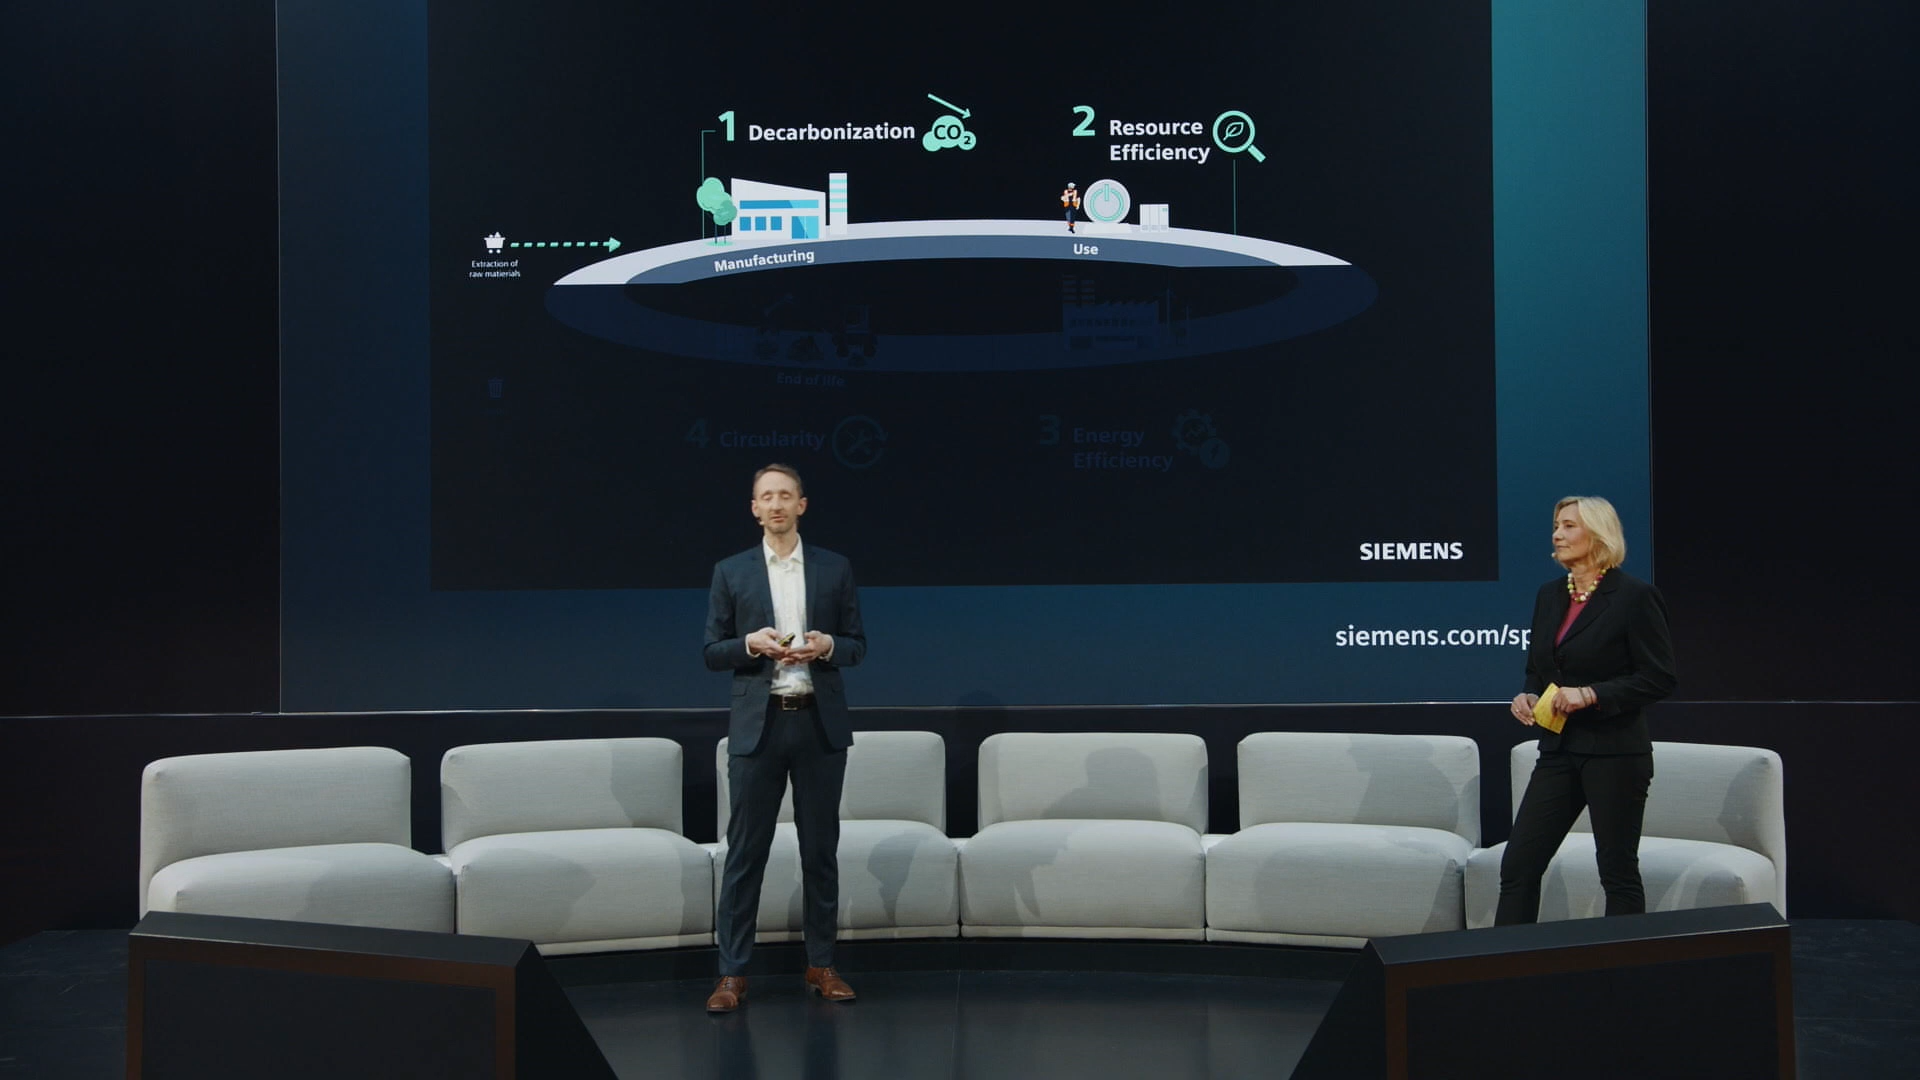 1 Decarbonization
CO2
2 Resource
Efficiency
Extraction of
raw matierials
Manufacturing
Use
End of life
4 Circularity
3 Energy
Efficiency
SIEMENS
siemens.com/sp